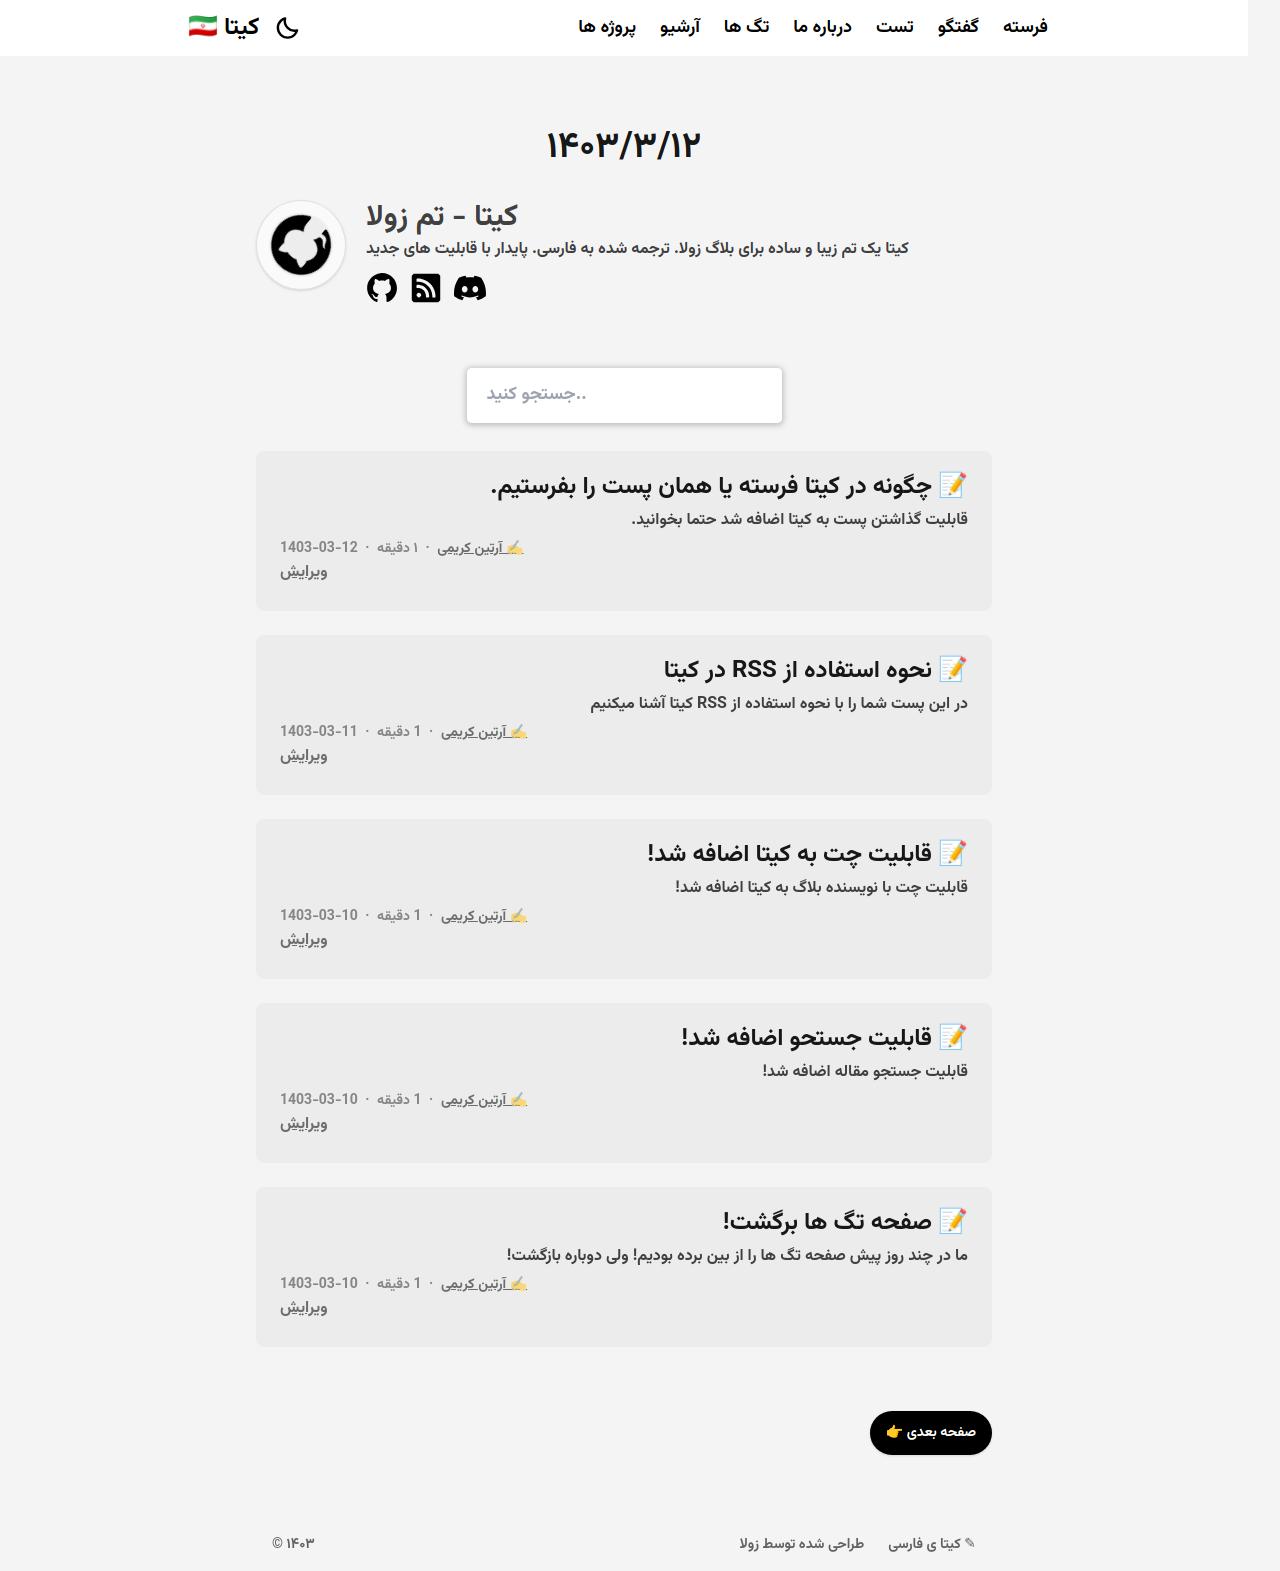 کیتا 🇮🇷
فرسته گفتگو تست درباره ما تگ ها آرشیو پروژه ها
۱۴۰۳/۳/۱۲
کیتا - تم زولا
کیتا یک تم زیبا و ساده برای بلاگ زولا. ترجمه شده به فارسی. پایدار با قابلیت های جدید
جستجو کنید..
📝 چگونه در کیتا فرسته یا همان پست را بفرستیم.
قابلیت گذاشتن پست به کیتا اضافه شد حتما بخوانید.
1403-03-12 · ۱ دقیقه · ✍️ آرتین کریمی
ویرایش
📝 نحوه استفاده از RSS در کیتا
در این پست شما را با نحوه استفاده از RSS کیتا آشنا میکنیم
1403-03-11 · 1 دقیقه · ✍️ آرتین کریمی
ویرایش
📝 قابلیت چت به کیتا اضافه شد!
قابلیت چت با نویسنده بلاگ به کیتا اضافه شد!
1403-03-10 · 1 دقیقه · ✍️ آرتین کریمی
ویرایش
📝 قابلیت جستحو اضافه شد!
قابلیت جستجو مقاله اضافه شد!
1403-03-10 · 1 دقیقه · ✍️ آرتین کریمی
ویرایش
📝 صفحه تگ ها برگشت!
ما در چند روز پیش صفحه تگ ها را از بین برده بودیم! ولی دوباره بازگشت!
1403-03-10 · 1 دقیقه · ✍️ آرتین کریمی
ویرایش
صفحه بعدی 👉
© ۱۴۰۳
✎ کیتا ی فارسی طراحی شده توسط زولا